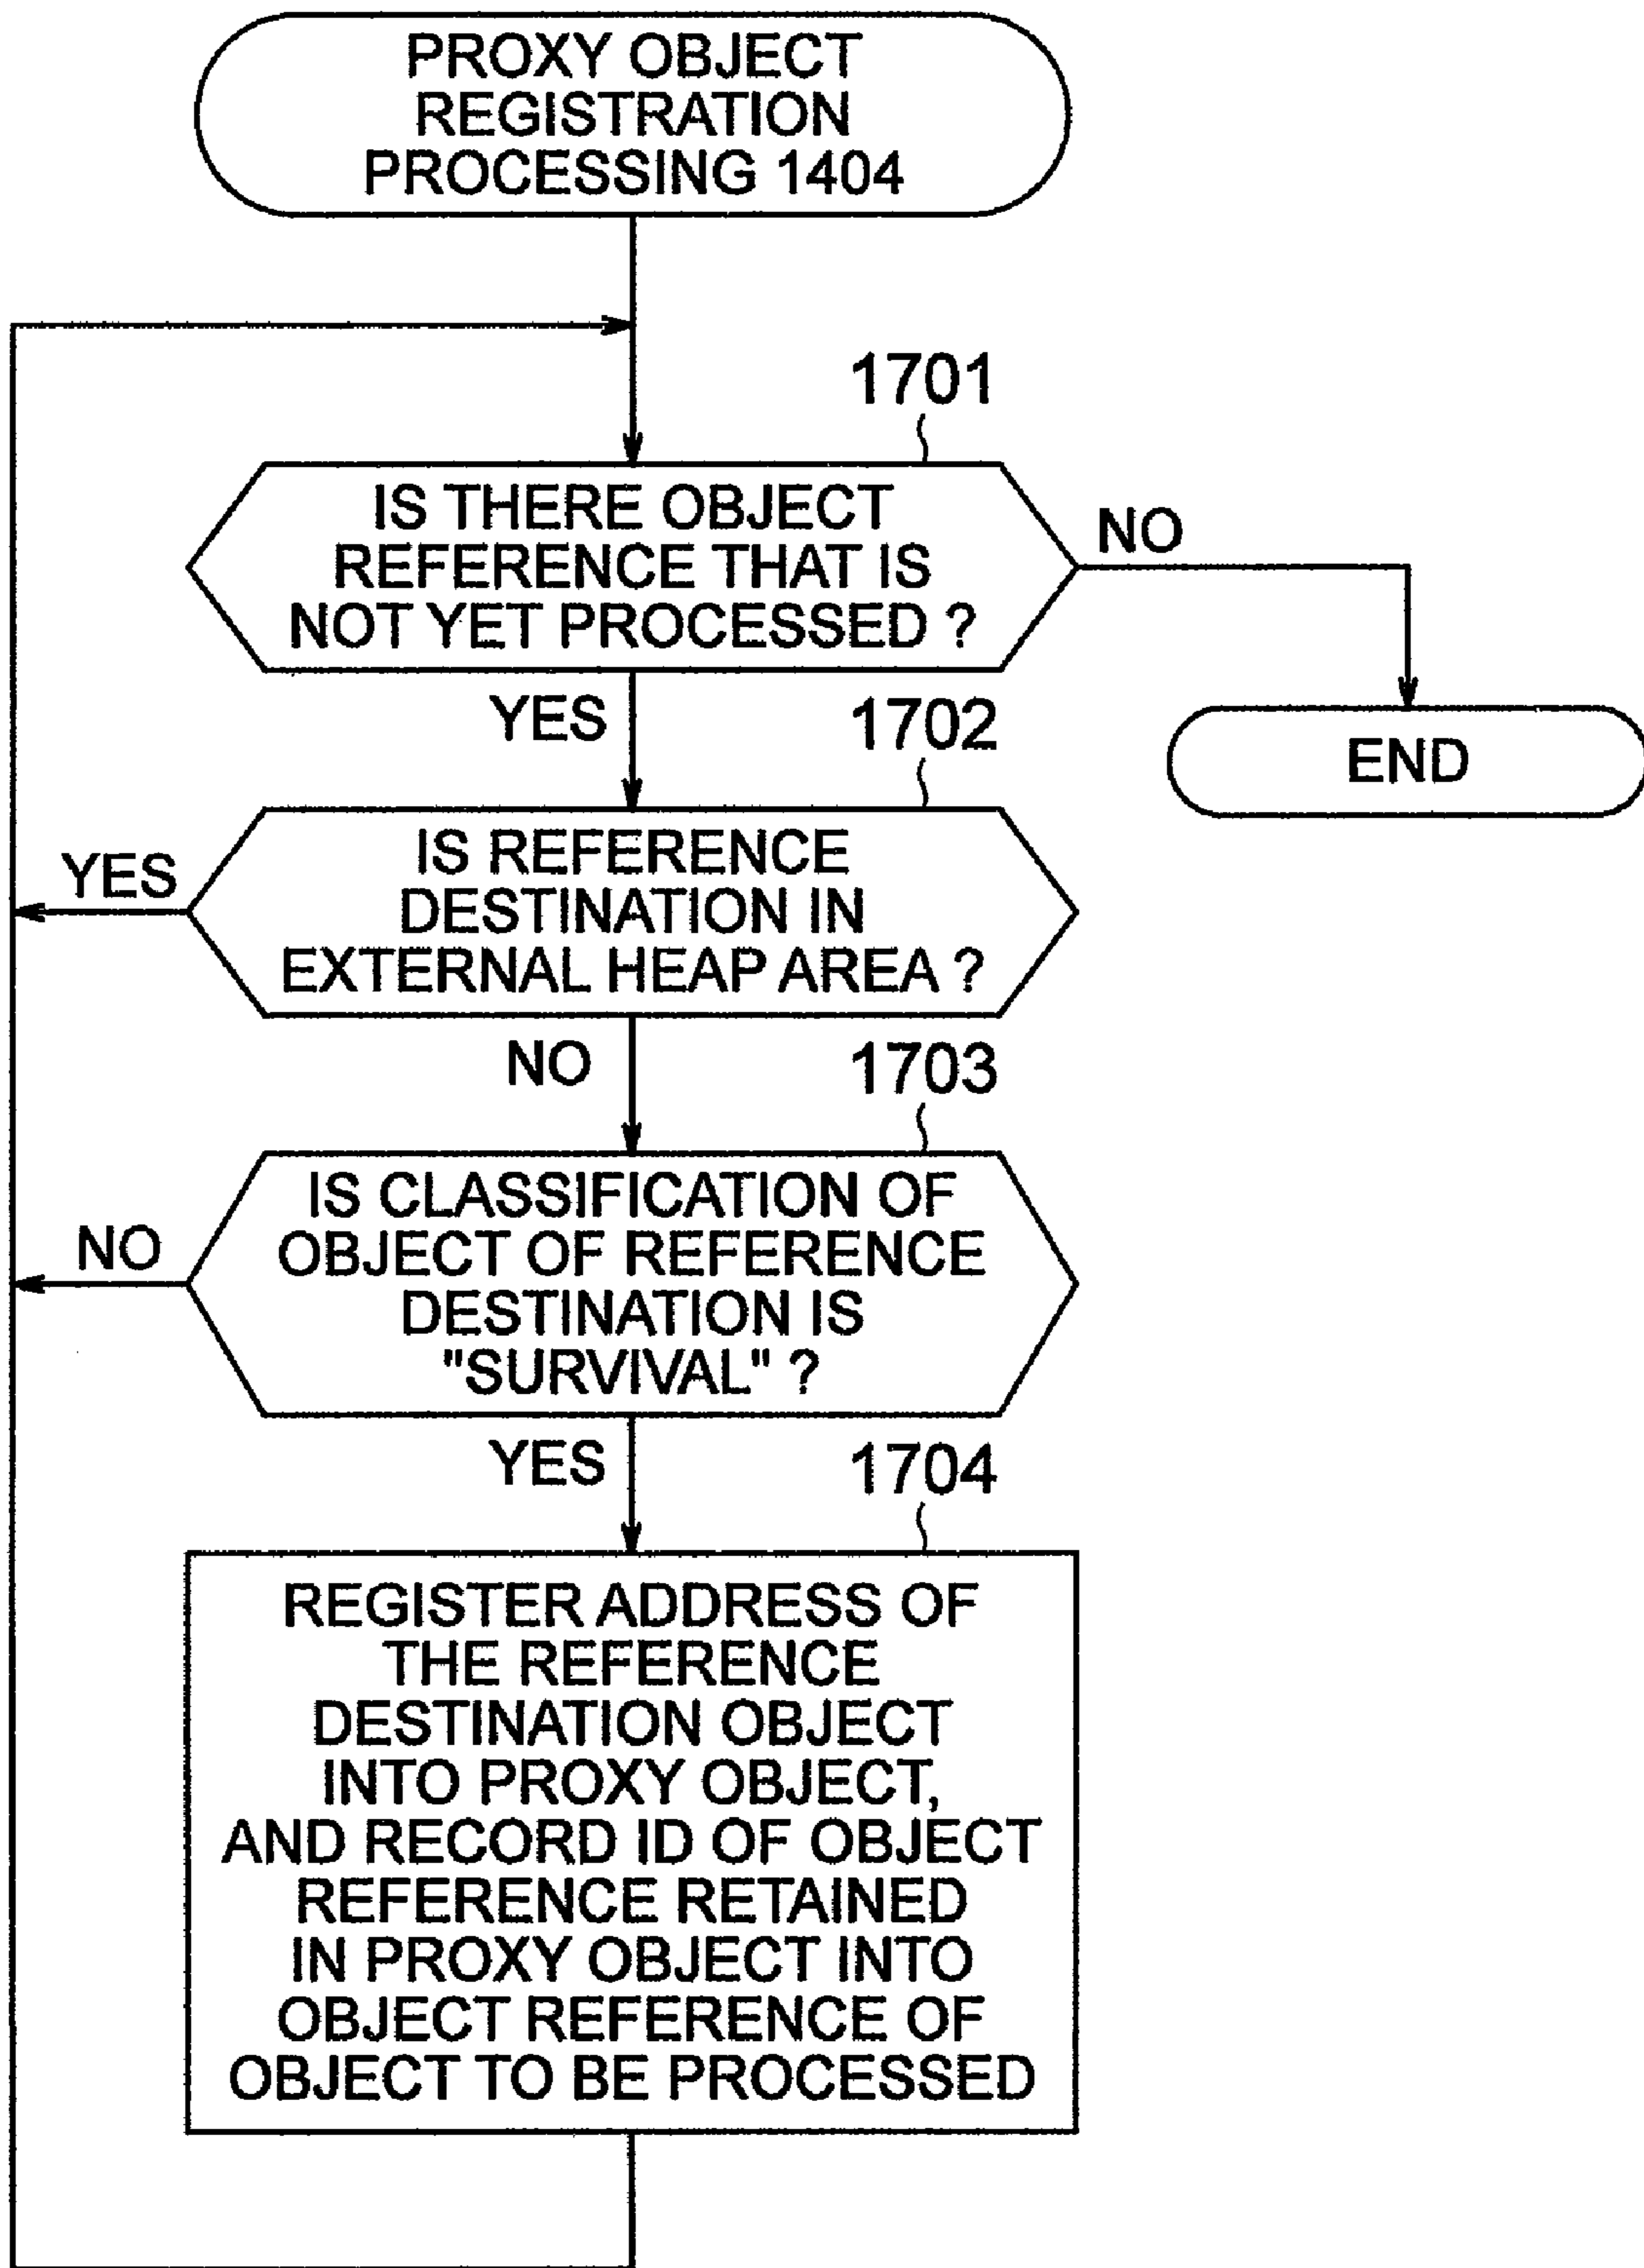 PROXY OBJECT
REGISTRATION
PROCESSING 1404
1701
IS THERE OBJECT
REFERENCE THAT IS
NOT YET PROCESSED ?
NO
YES
END
1702
IS REFERENCE
DESTINATION IN
EXTERNAL HEAP AREA ?
YES
NO
1703
IS CLASSIFICATION OF
OBJECT OF REFERENCE
DESTINATION IS
"SURVIVAL" ?
NO
YES
1704
REGISTER ADDRESS OF
THE REFERENCE
DESTINATION OBJECT
INTO PROXY OBJECT,
AND RECORD ID OF OBJECT
REFERENCE RETAINED
IN PROXY OBJECT INTO
OBJECT REFERENCE OF
OBJECT TO BE PROCESSED